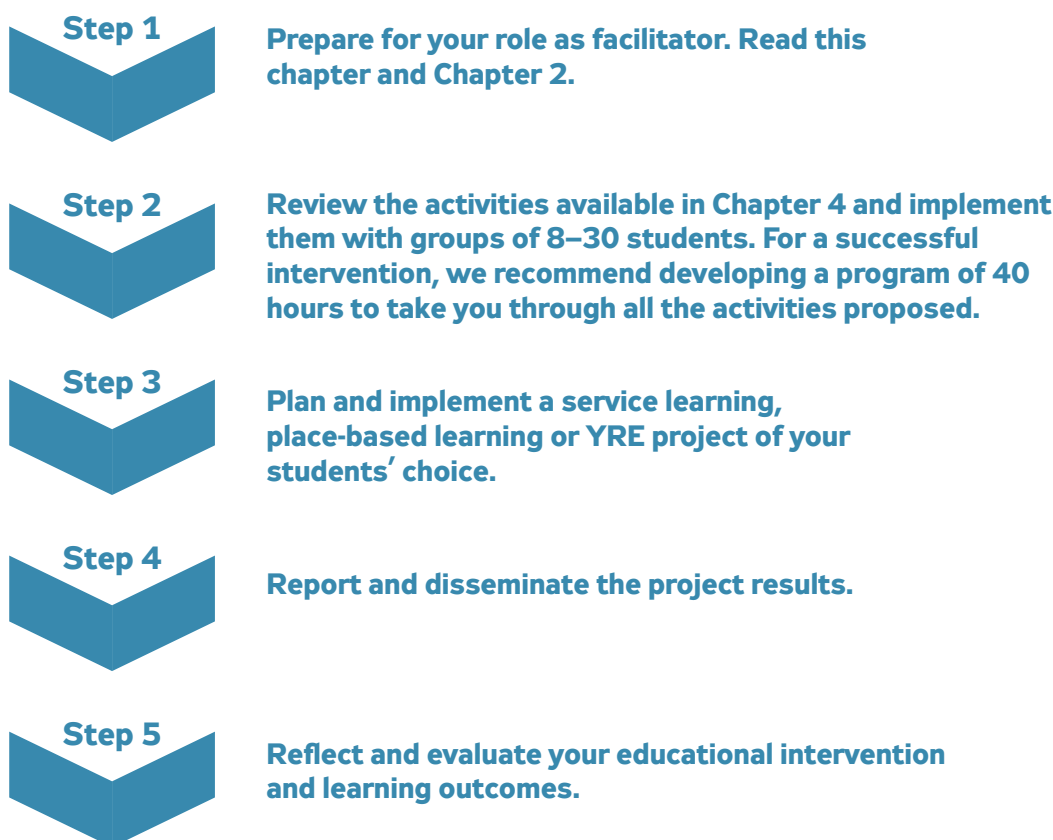 Step 1
Prepare for your role as facilitator. Read this
chapter and Chapter 2.
Step 2
Review the activities available in Chapter 4 and implement
them with groups of 8–30 students. For a successful
intervention, we recommend developing a program of 40
hours to take you through all the activities proposed.
Step 3
Plan and implement a service learning,
place-based learning or YRE project of your
students’ choice.
Step 4
Report and disseminate the project results.
Step 5
Reflect and evaluate your educational intervention
and learning outcomes.